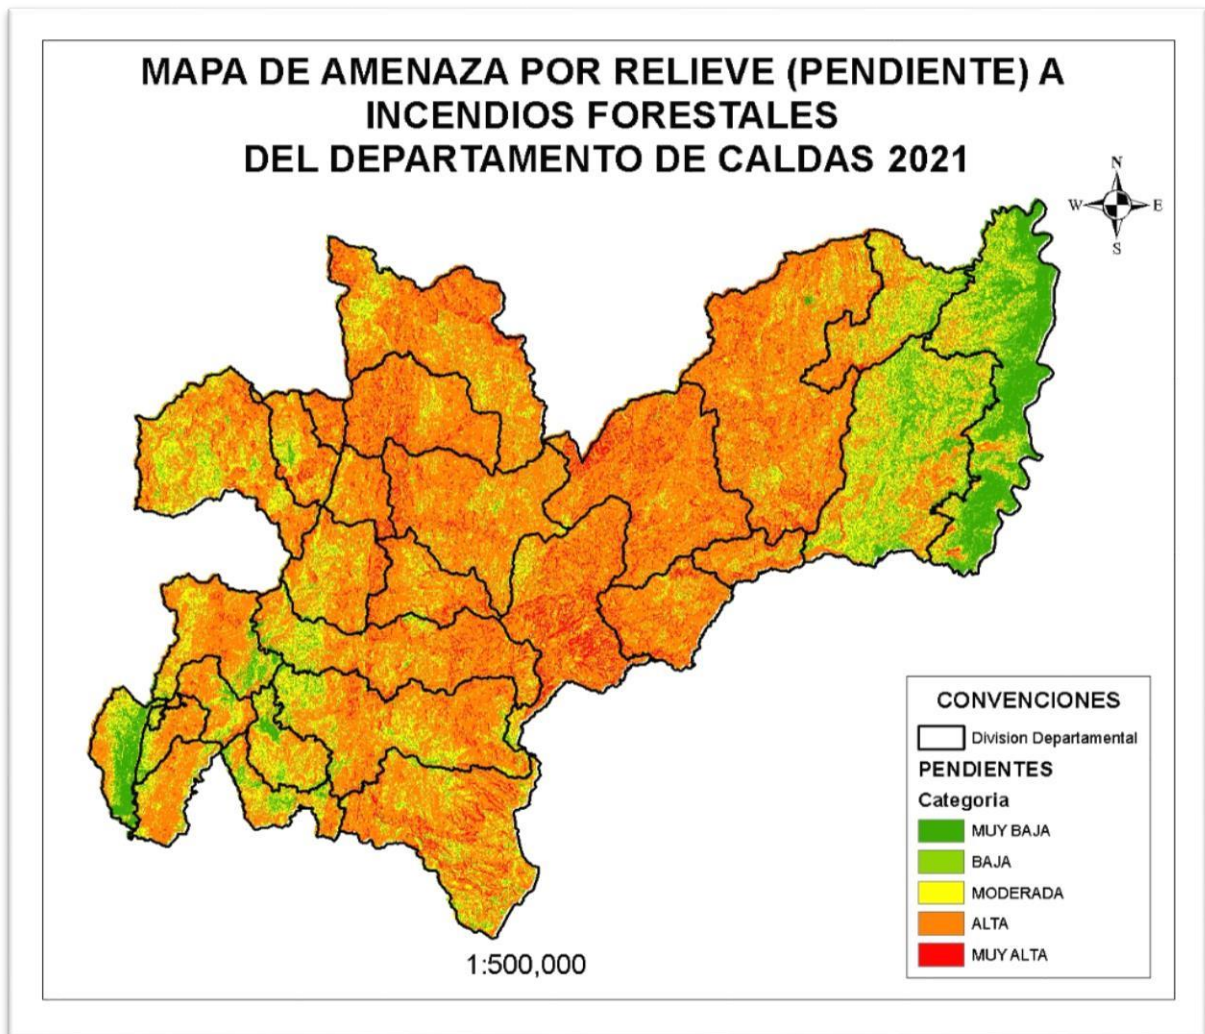 MAPA DE AMENAZA POR RELIEVE (PENDIENTE) A
INCENDIOS FORESTALES
DEL DEPARTAMENTO DE CALDAS 2021
N
W E
S
CONVENCIONES
Division Departamental
PENDIENTES
Categoria
MUY BAJA
BAJA
MODERADA
ALTA
MUY ALTA
1:500,000